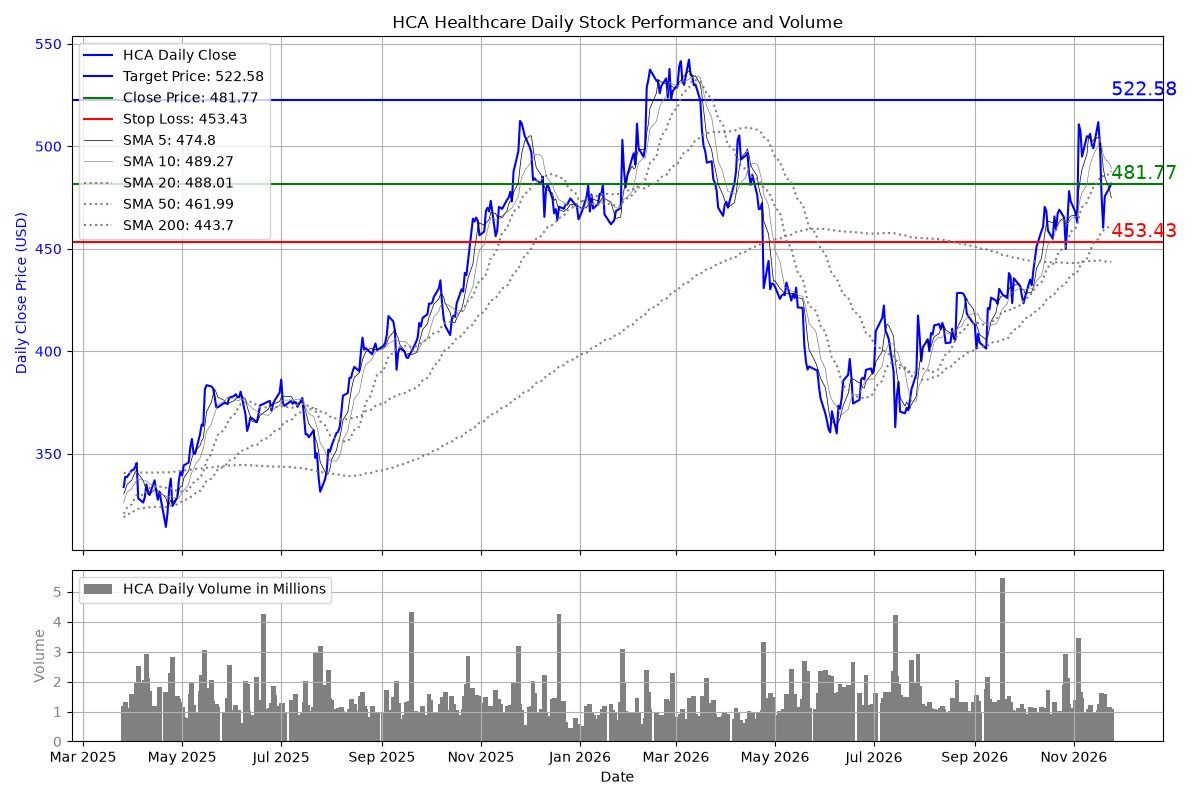 HCA Healthcare Daily Stock Performance and Volume
550
500
450
400
350
Daily Close Price (USD)
HCA Daily Close
Target Price: 522.58
Close Price: 481.77
Stop Loss: 453.43
SMA 5: 474.8
SMA 10: 489.27
SMA 20: 488.01
SMA 50: 461.99
SMA 200: 443.7
522.58
481.77
453.43
HCA Daily Volume in Millions
5
4
3
2
1
0
Volume
Mar 2025 May 2025 Jul 2025 Sep 2025 Nov 2025 Jan 2026 Mar 2026 May 2026 Jul 2026 Sep 2026 Nov 2026
Date